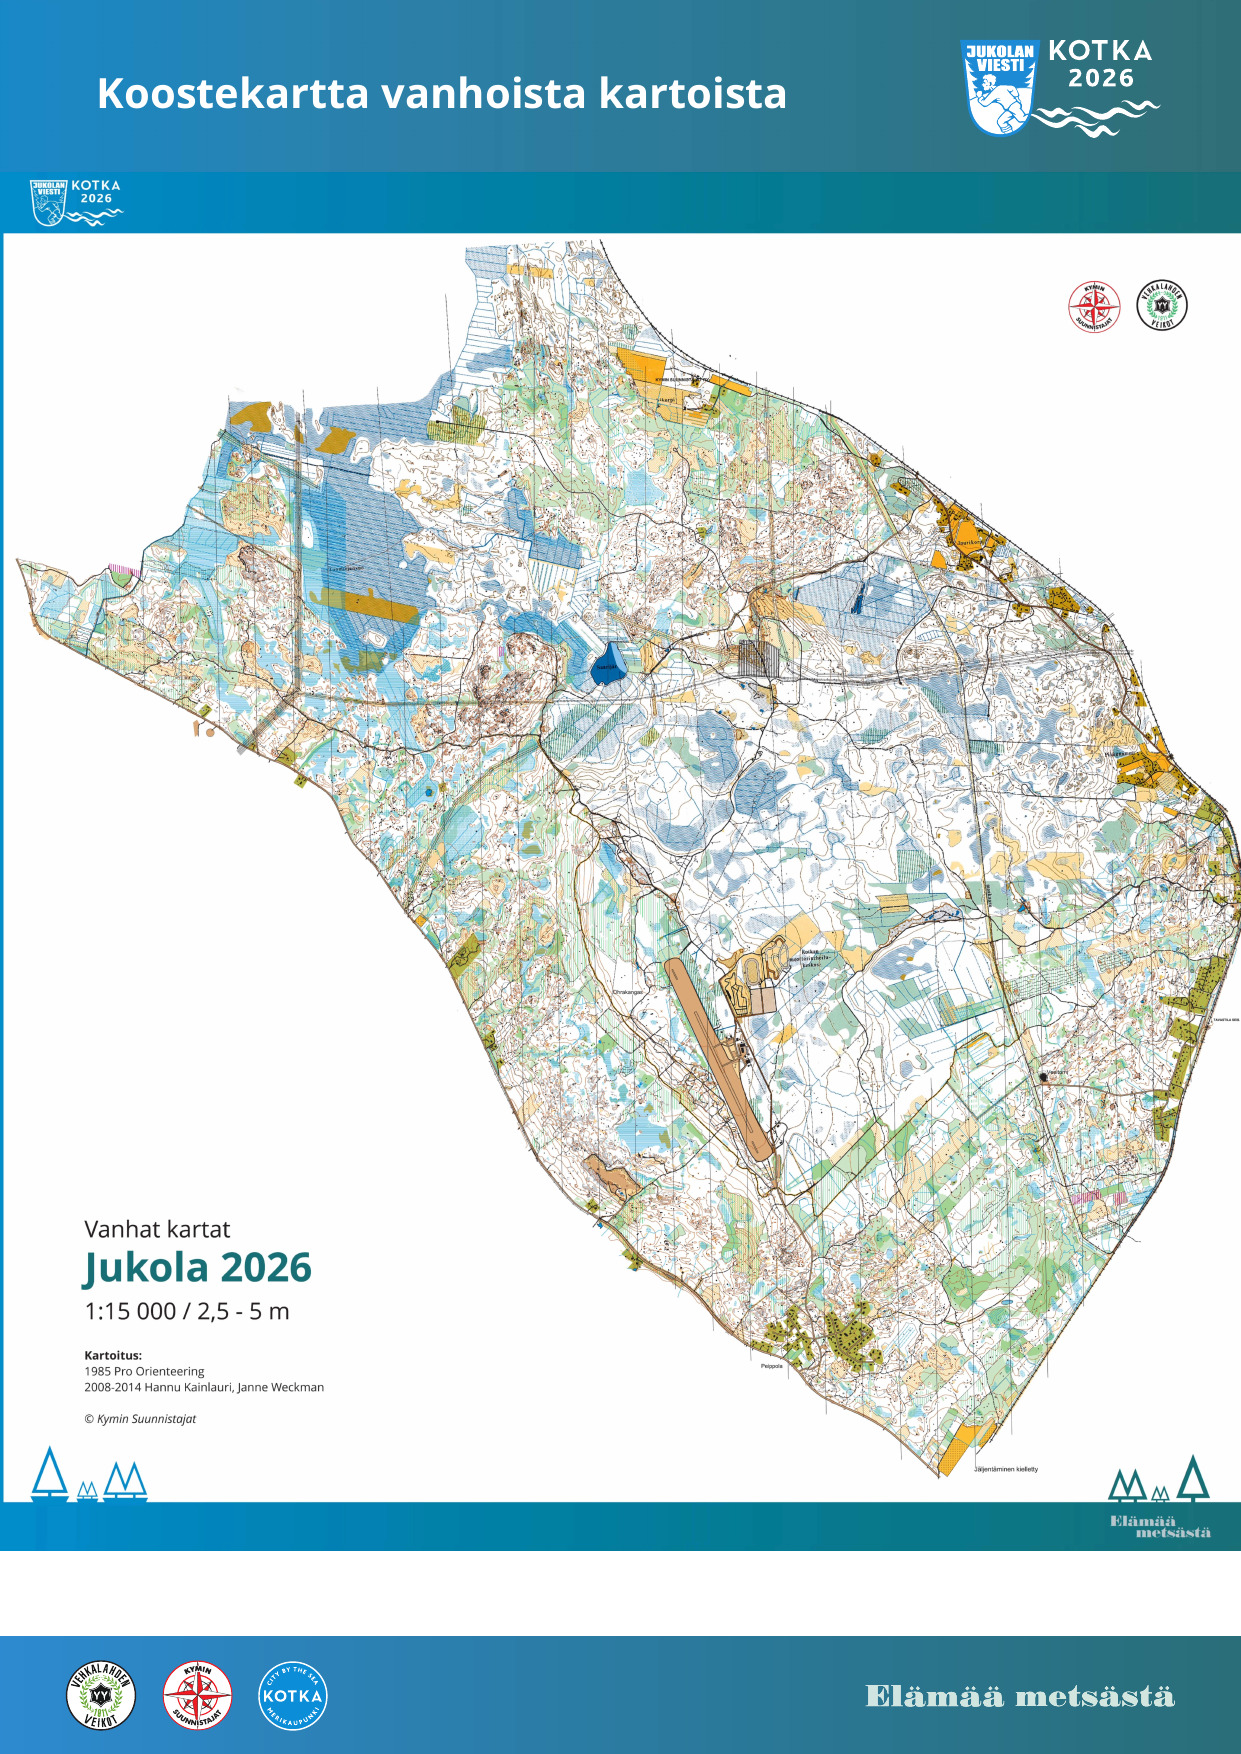 Koostekartta vanhoista kartoista
JUKOLAN
VIESTI
KOTKA
2026
JUKOLAN
VIESTI
KOTKA
2026
KYMIN
SUUNNISTAJAT
VEHKALAHDEN
VEIKOT
Ohrakangas
Peippola
Jäljentäminen kielletty
Vanhat kartat
Jukola 2026
1:15 000 / 2,5 - 5 m
Kartoitus:
1985 Pro Orienteering
2008-2014 Hannu Kainlauri, Janne Weckman
© Kymin Suunnistajat
Elämää
metsästä
VEHKALAHDEN
1911
VEIKOT
KYMIN
SUUNNISTAJAT
CITY BY THE SEA
KOTKA
MERIKAUPUNKI
Elämää metsästä